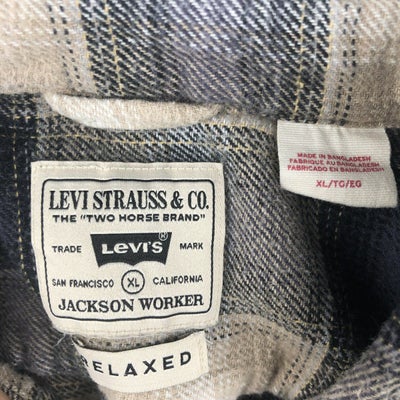 LEVI STRAUSS & CO.
THE "TWO HORSE BRAND"
TRADE Levi's® MARK
SAN FRANCISCO XL CALIFORNIA
JACKSON WORKER
RELAXED
MADE IN BANGLADESH
FABRIQUÉ AU BANGLADESH
FABRICADO EN BANGLADESH
XL/TG/EG